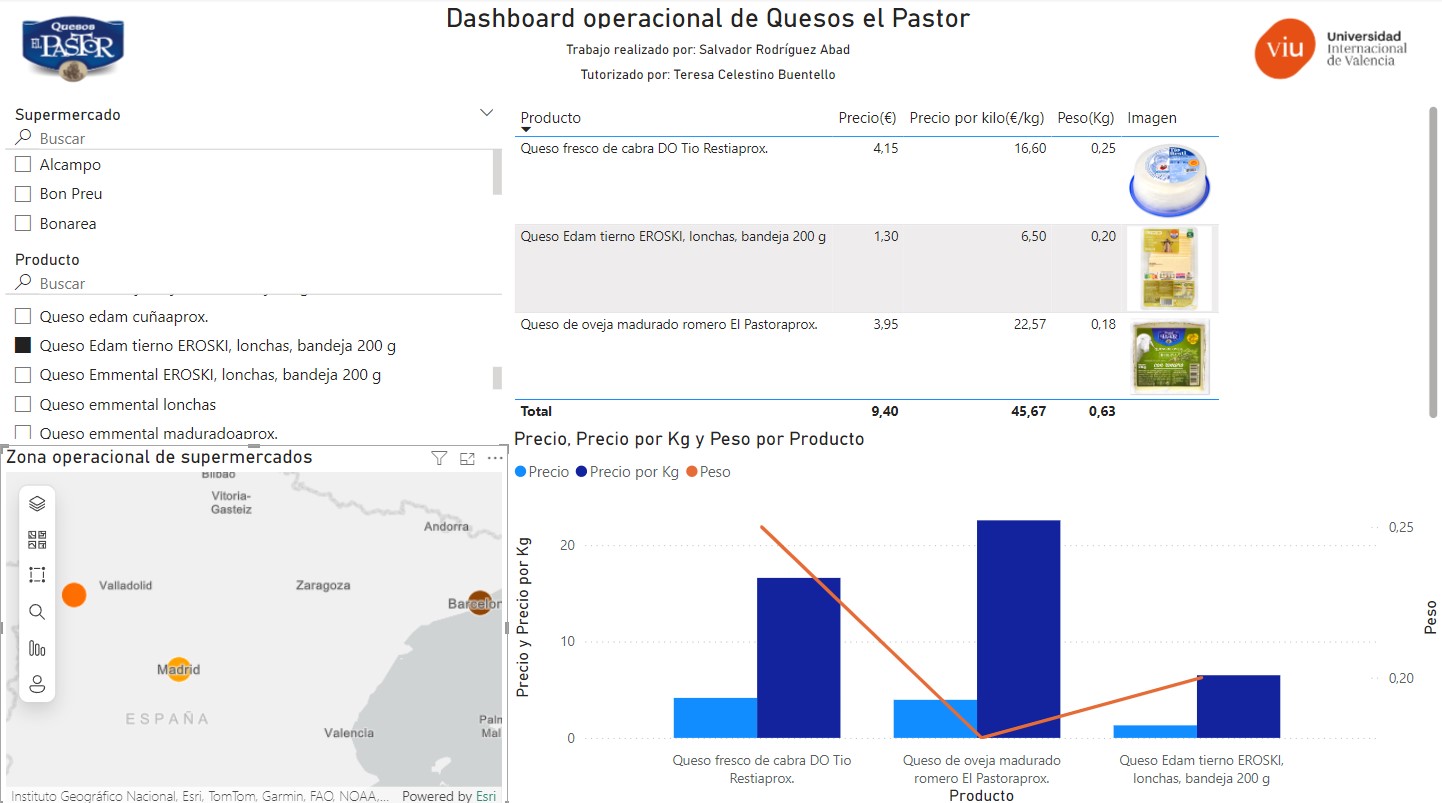 Quesos
EL PASTOR
Dashboard operacional de Quesos el Pastor
Trabajo realizado por: Salvador Rodríguez Abad
Tutorizado por: Teresa Celestino Buentello
viu
Universidad
Internacional
de Valencia
Supermercado
Buscar
Alcampo
Bon Preu
Bonarea
Producto
Buscar
Queso edam cuñaaprox.
Queso Edam tierno EROSKI, lonchas, bandeja 200 g
Queso Emmental EROSKI, lonchas, bandeja 200 g
Queso emmental lonchas
Queso emmental maduradoaprox.
Producto Precio(€) Precio por kilo(€/kg) Peso(Kg) Imagen
Queso fresco de cabra DO Tio Restiaprox. 4,15 16,60 0,25
Queso Edam tierno EROSKI, lonchas, bandeja 200 g 1,30 6,50 0,20
Queso de oveja madurado romero El Pastoraprox. 3,95 22,57 0,18
Total 9,40 45,67 0,63
Zona operacional de supermercados
Bilbao
Vitoria-
Gasteiz
Andorra
Valladolid
Zaragoza
Barcelon
Madrid
ESPAÑA
Valencia
Palm
Mal
Instituto Geográfico Nacional, Esri, TomTom, Garmin, FAO, NOAA,... Powered by Esri
Precio, Precio por Kg y Peso por Producto
Precio Precio por Kg Peso
Precio y Precio por Kg
20
10
0
0,25
0,20
Peso
Queso fresco de cabra DO Tio
Restiaprox.
Queso de oveja madurado
romero El Pastoraprox.
Queso Edam tierno EROSKI,
lonchas, bandeja 200 g
Producto